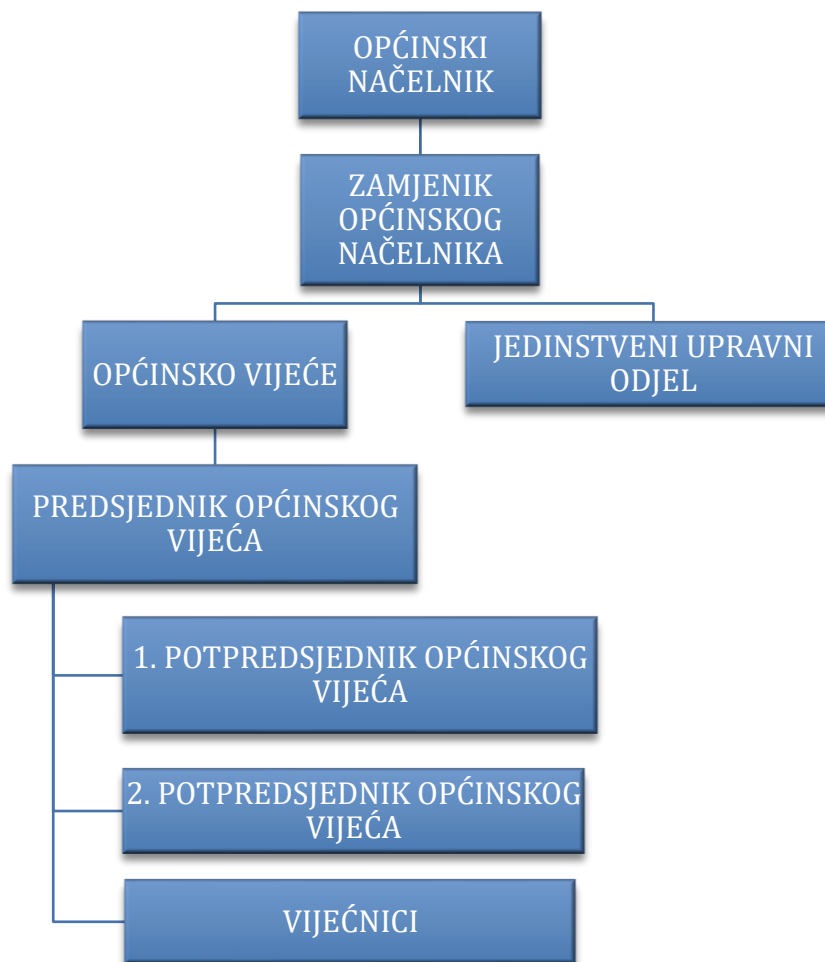 OPĆINSKI
NAČELNIK
ZAMJENIK
OPĆINSKOG
NAČELNIKA
OPĆINSKO VIJEĆE
JEDINSTVENI UPRAVNI
ODJEL
PREDSJEDNIK OPĆINSKOG
VIJEĆA
1. POTPREDSJEDNIK OPĆINSKOG
VIJEĆA
2. POTPREDSJEDNIK OPĆINSKOG
VIJEĆA
VIJEĆNICI